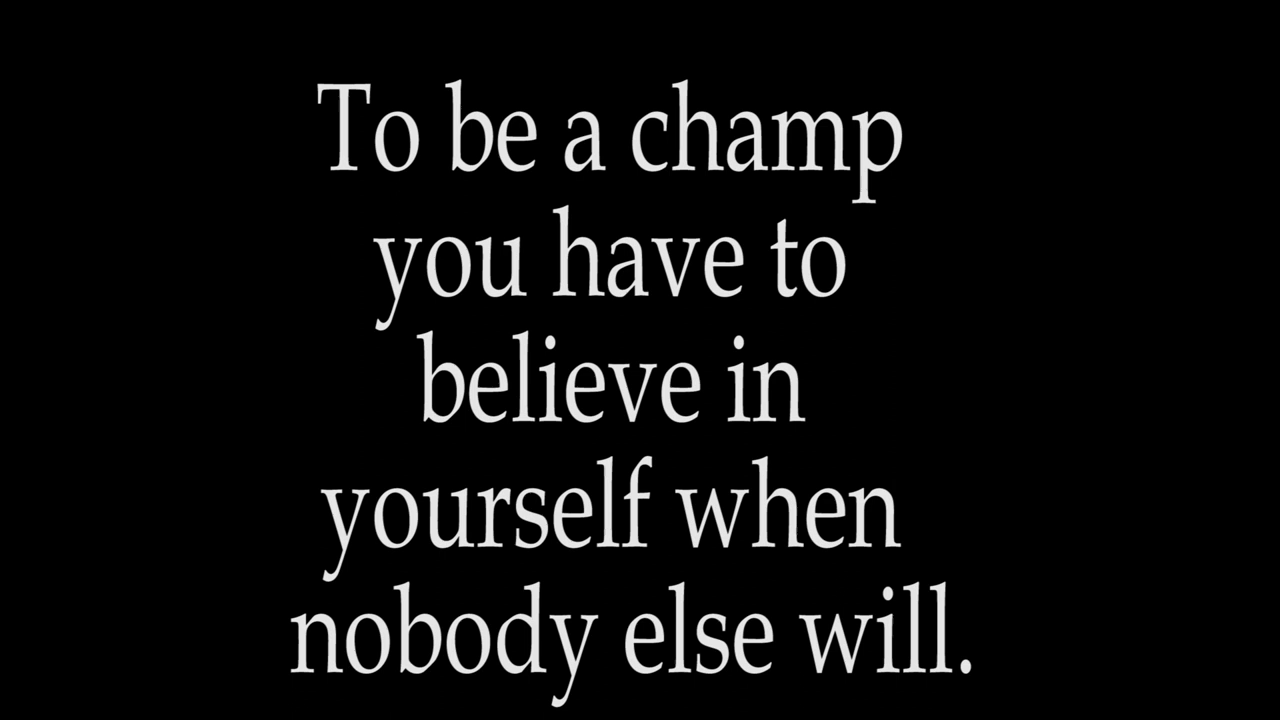 To be a champ
you have to
believe in
yourself when
nobody else will.